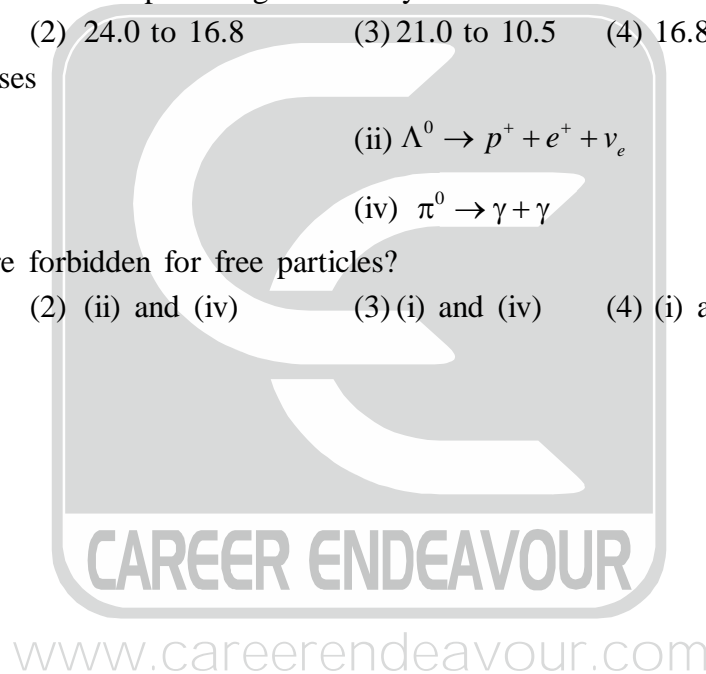 (2) 24.0 to 16.8 (3) 21.0 to 10.5 (4) 16.8
ses
(ii) Λ⁰ → p⁺ + e⁺ + νₑ
(iv) π⁰ → γ + γ
re forbidden for free particles?
(2) (ii) and (iv) (3) (i) and (iv) (4) (i) a
CAREER ENDEAVOUR
www.careerendeavour.com